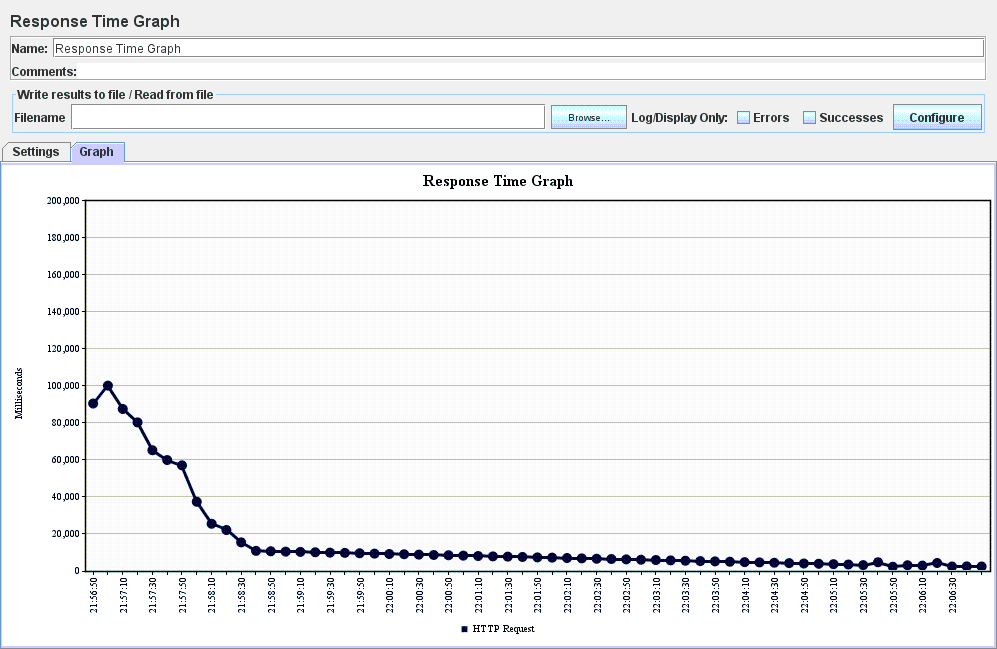 Response Time Graph
Name: Response Time Graph
Comments:
Write results to file / Read from file
Filename Browse... Log/Display Only: Errors Successes Configure
Settings Graph
Response Time Graph
200,000
180,000
160,000
140,000
120,000
100,000
80,000
60,000
40,000
20,000
0
Milliseconds
21:56:50 21:57:10 21:57:30 21:57:50 21:58:10 21:58:30 21:58:50 21:59:10 21:59:30 21:59:50 22:00:10 22:00:30 22:00:50 22:01:10 22:01:30 22:01:50 22:02:10 22:02:30 22:02:50 22:03:10 22:03:30 22:03:50 22:04:10 22:04:30 22:04:50 22:05:10 22:05:30 22:05:50 22:06:10 22:06:30
HTTP Request